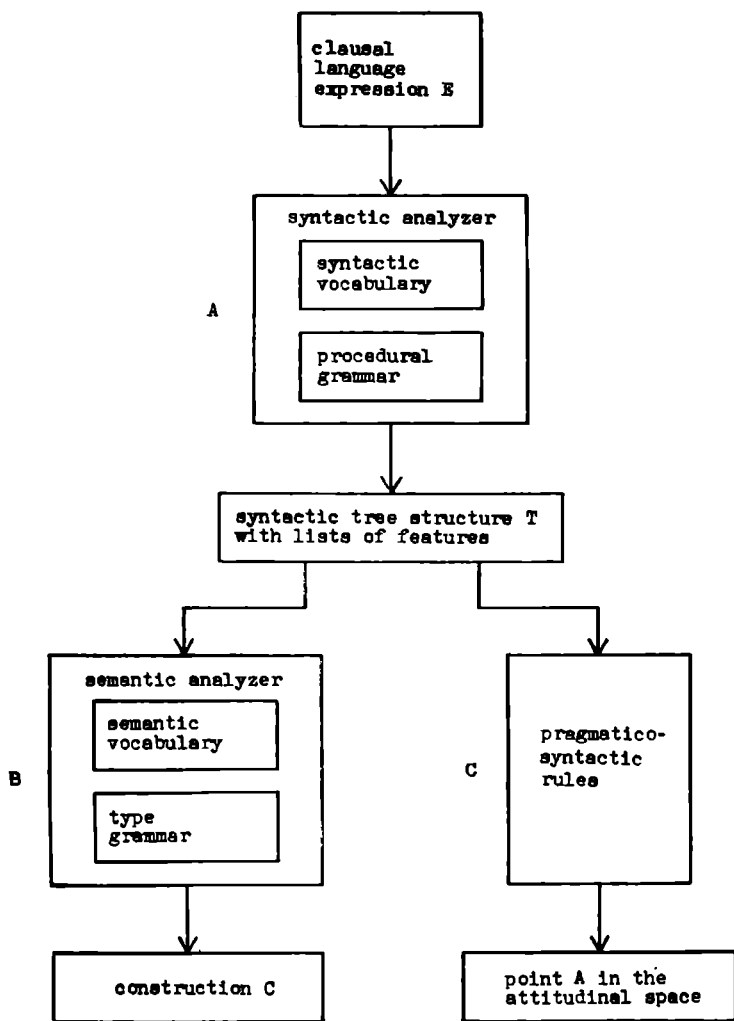 clausal
language
expression E
syntactic analyzer
syntactic
vocabulary
A
procedural
grammar
syntactic tree structure T
with lists of features
semantic analyzer
semantic
vocabulary
B
type
grammar
pragmatico-
syntactic
rules
C
construction C
point A in the
attitudinal space